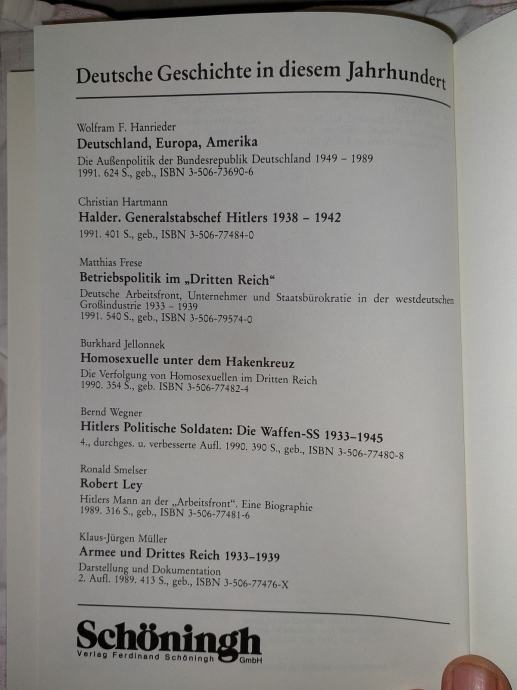 Deutsche Geschichte in diesem Jahrhundert
Wolfram F. Hanrieder
Deutschland, Europa, Amerika
Die Außenpolitik der Bundesrepublik Deutschland 1949 – 1989
1991. 624 S., geb., ISBN 3-506-73690-6
Christian Hartmann
Halder. Generalstabschef Hitlers 1938 – 1942
1991. 401 S., geb., ISBN 3-506-77484-0
Matthias Frese
Betriebspolitik im „Dritten Reich“
Deutsche Arbeitsfront, Unternehmer und Staatsbürokratie in der westdeutschen
Großindustrie 1933 – 1939
1991. 540 S., geb., ISBN 3-506-79574-0
Burkhard Jellonnek
Homosexuelle unter dem Hakenkreuz
Die Verfolgung von Homosexuellen im Dritten Reich
1990. 354 S., geb. ISBN 3-506-77482-4
Bernd Wegner
Hitlers Politische Soldaten: Die Waffen-SS 1933–1945
4., durchges. u. verbesserte Aufl. 1990. 390 S., geb., ISBN 3-506-77480-8
Ronald Smelser
Robert Ley
Hitlers Mann an der „Arbeitsfront“. Eine Biographie
1989. 316 S., geb., ISBN 3-506-77481-6
Klaus-Jürgen Müller
Armee und Drittes Reich 1933–1939
Darstellung und Dokumentation
2. Aufl. 1989. 413 S., geb., ISBN 3-506-77476-X
Schöningh
Verlag Ferdinand Schöningh GmbH